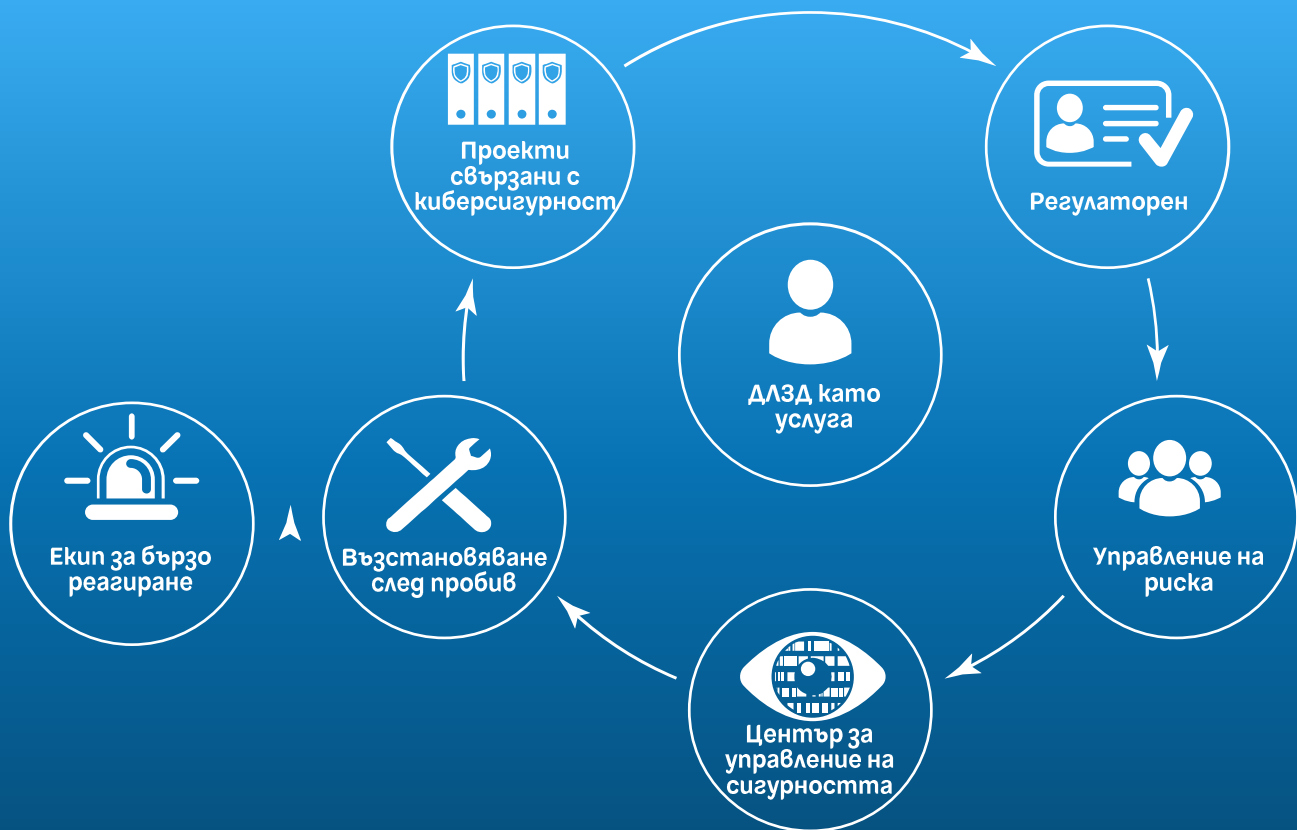 Проекти
свързани с
киберсигурност
Регулаторен
ДЛЗД като
услуга
Екип за бързо
реагиране
Възстановяване
след пробив
Управление на
риска
Център за
управление на
сигурността